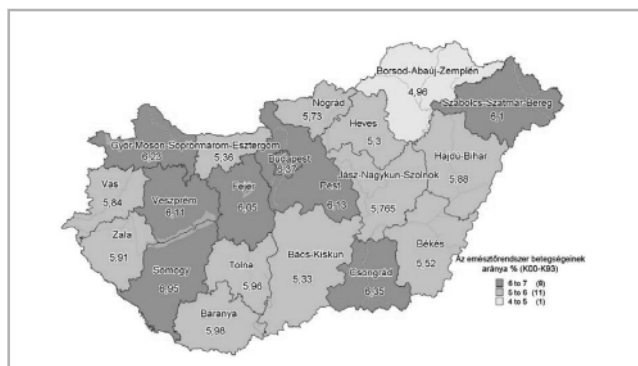 Borsod-Abaúj-Zemplén
4,96
Szabolcs-Szatmár-Bereg
6,1
Nógrád
5,73
Heves
5,3
Győr-Moson-Sopron
6,23
Komárom-Esztergom
5,36
Budapest
6,37
Hajdú-Bihar
5,88
Jász-Nagykun-Szolnok
5,765
Vas
5,84
Veszprém
6,11
Fejér
6,05
Pest
6,13
Zala
5,91
Somogy
6,95
Tolna
5,96
Bács-Kiskun
5,33
Csongrád
6,35
Békés
5,52
Baranya
5,98
Az emésztőrendszer betegségeinek
aránya % (K00-K93)
6 to 7 (8)
5 to 6 (11)
4 to 5 (1)